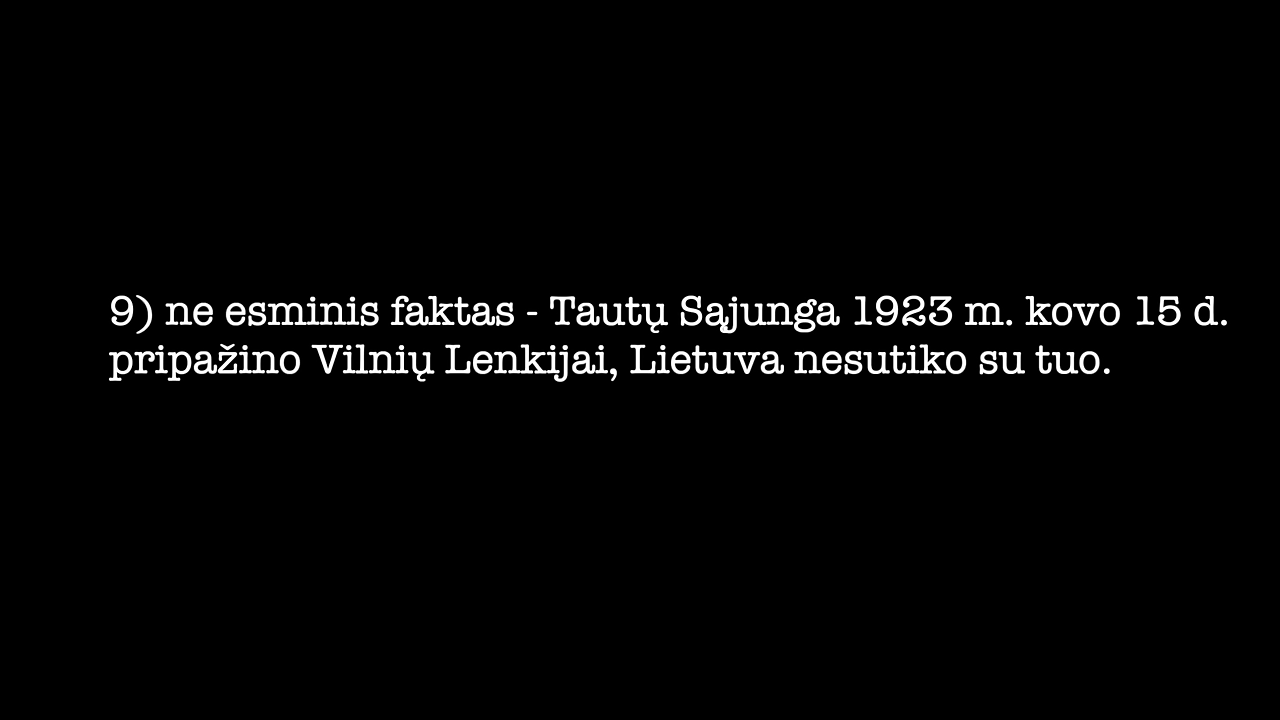 9) ne esminis faktas - Tautų Sąjunga 1923 m. kovo 15 d.
pripažino Vilnių Lenkijai, Lietuva nesutiko su tuo.